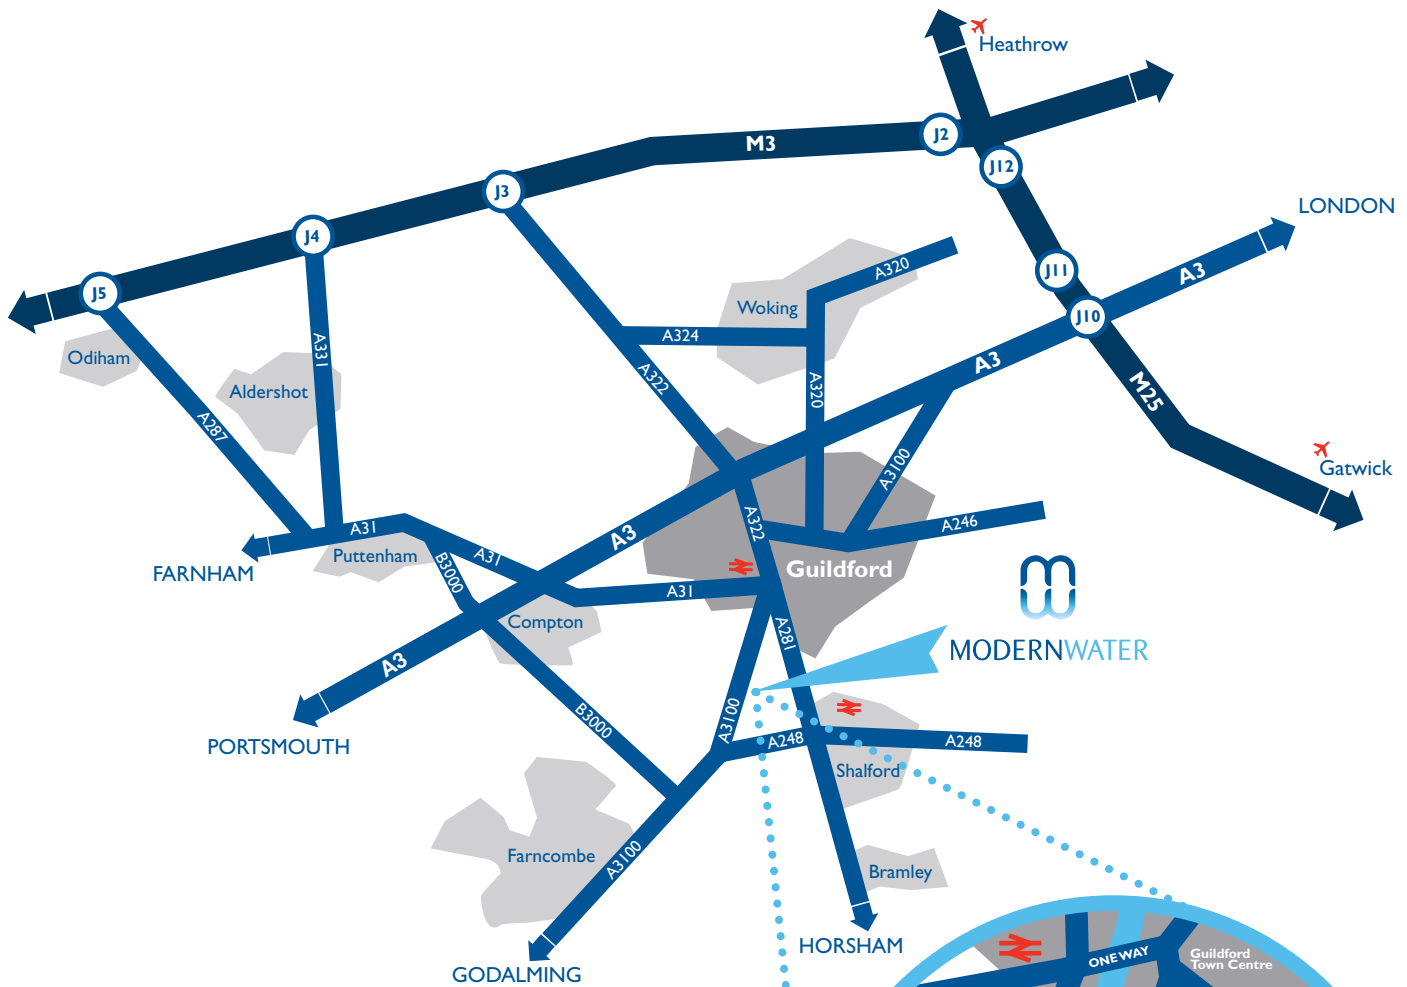 Heathrow
M3
J2
J12
J3
LONDON
J4
A3
J11
A320
J5
Woking
J10
A324
Odiham
A331
A322
A3
Aldershot
A320
M25
A287
Gatwick
A3100
A31
A322
A246
A3
FARNHAM
Puttenham
A31
B3000
Guildford
A31
Compton
A281
MODERNWATER
A3
B3000
A3100
PORTSMOUTH
A248
A248
Shalford
Farncombe
A3100
Bramley
HORSHAM
GODALMING
ONE WAY
Guildford
Town Centre